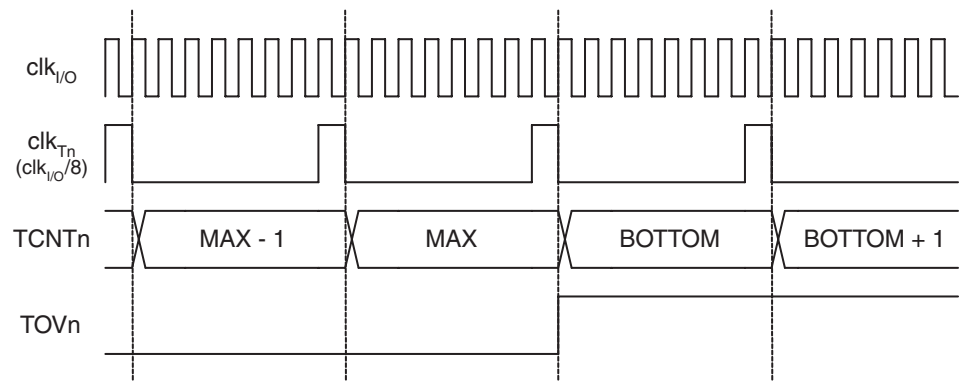 clkI/O
clkTn
(clkI/O/8)
TCNTn MAX - 1 MAX BOTTOM BOTTOM + 1
TOVn